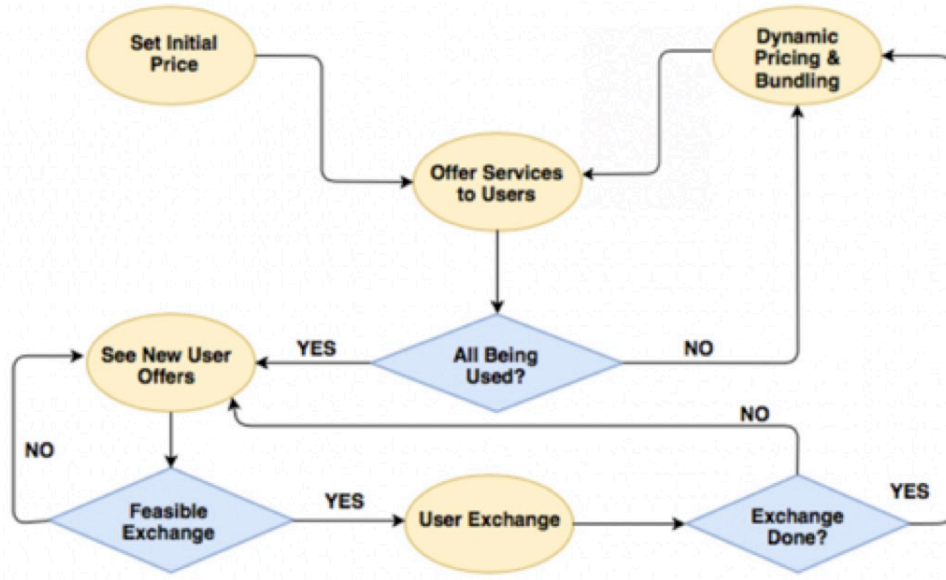 Set Initial
Price
Dynamic
Pricing &
Bundling
Offer Services
to Users
See New User
Offers
YES
All Being
Used?
NO
NO
NO
Feasible
Exchange
YES
User Exchange
Exchange
Done?
YES